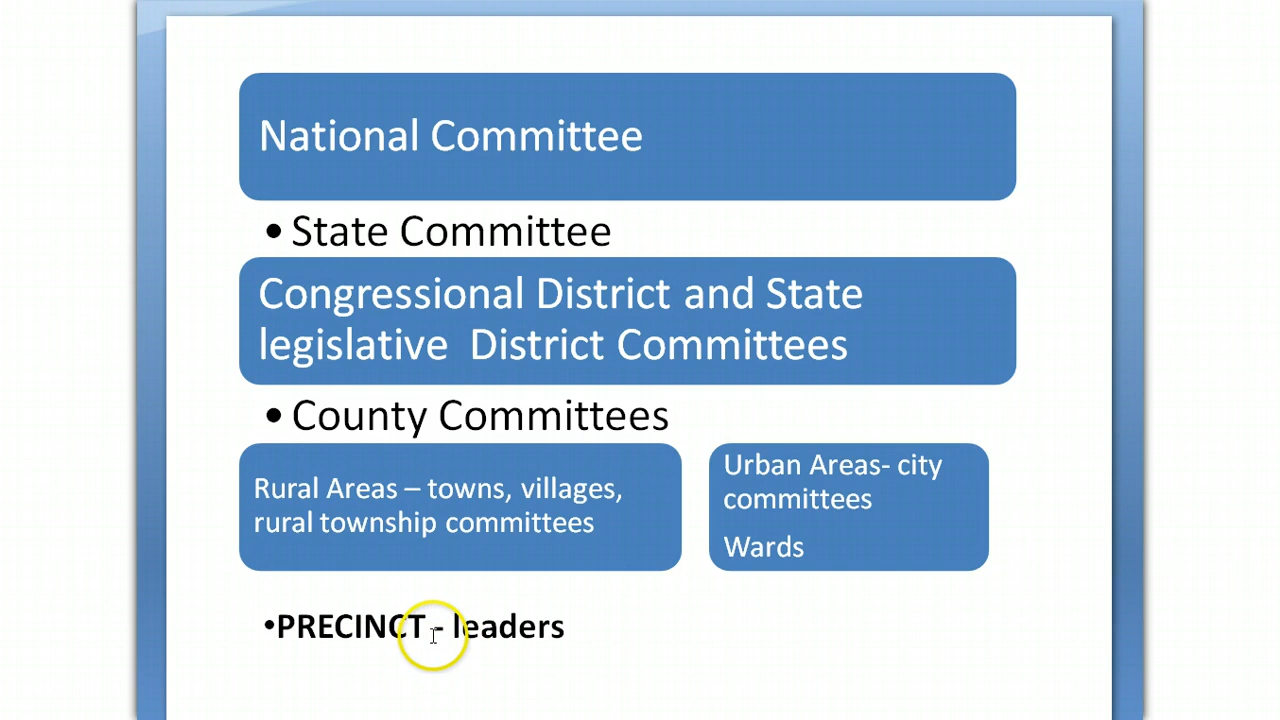 National Committee
• State Committee
Congressional District and State
legislative  District Committees
• County Committees
Rural Areas – towns, villages,
rural township committees
Urban Areas- city
committees
Wards
•PRECINCT - leaders